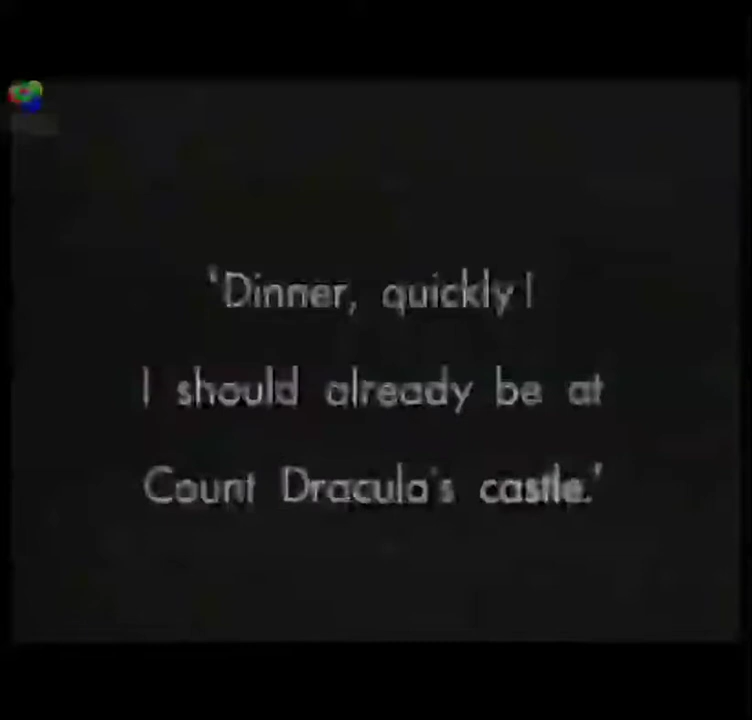 'Dinner, quickly!
I should already be at
Count Dracula's castle.'